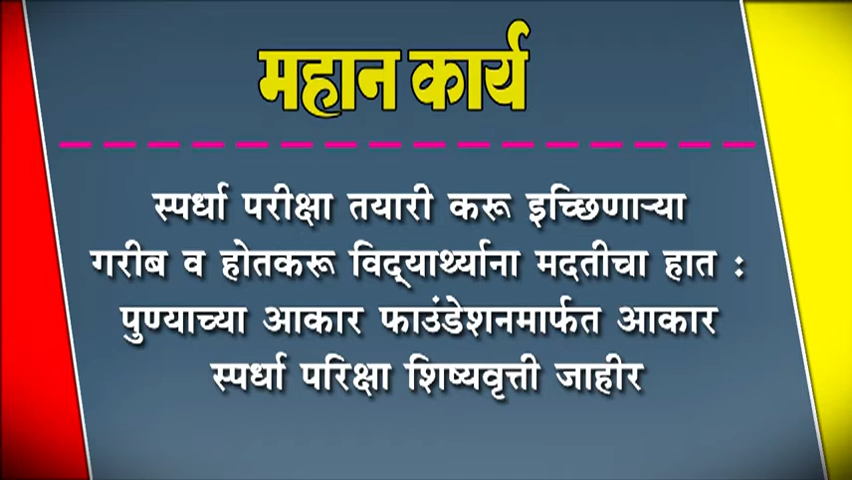 महान कार्य
स्पर्धा परीक्षा तयारी करू इच्छिणाऱ्या
गरीब व होतकरू विद्यार्थ्याना मदतीचा हात :
पुण्याच्या आकार फाउंडेशनमार्फत आकार
स्पर्धा परिक्षा शिष्यवृत्ती जाहीर